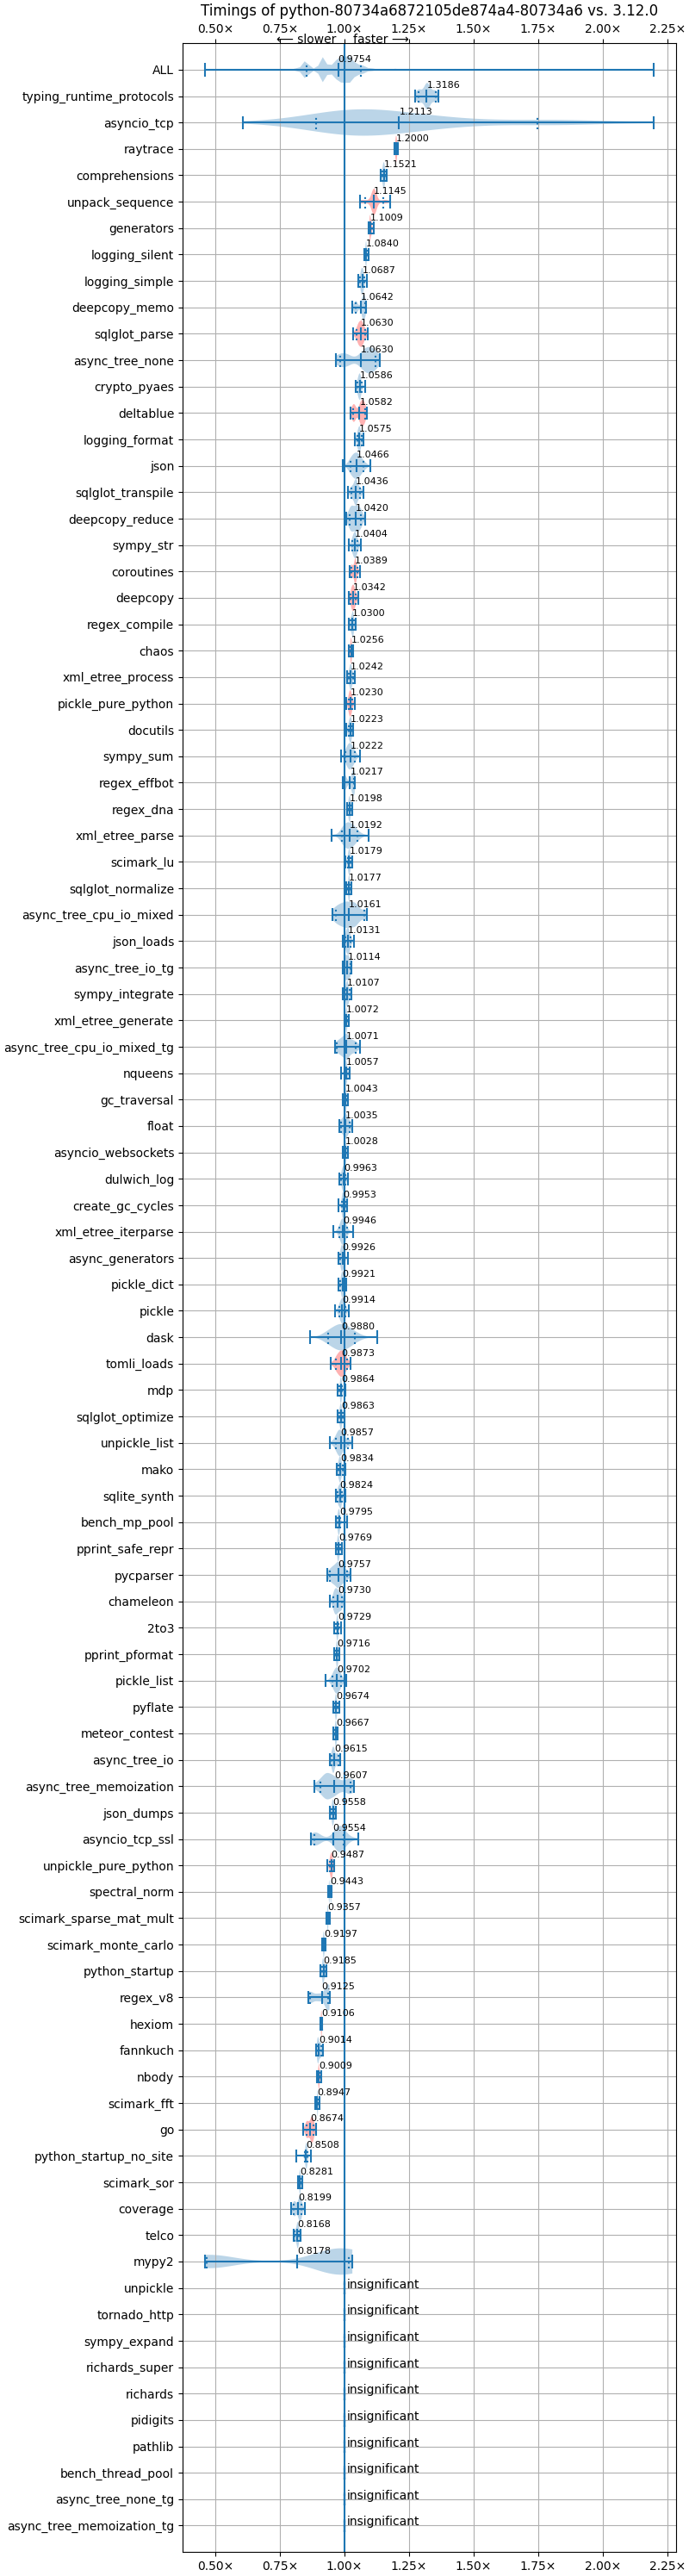 Timings of python-80734a6872105de874a4-80734a6 vs. 3.12.0
0.50× 0.75× 1.00× 1.25× 1.50× 1.75× 2.00× 2.25×
⟵ slower faster ⟶
ALL 0.9754
typing_runtime_protocols 1.3186
asyncio_tcp 1.2113
raytrace 1.2000
comprehensions 1.1521
unpack_sequence 1.1145
generators 1.1009
logging_silent 1.0840
logging_simple 1.0687
deepcopy_memo 1.0642
sqlglot_parse 1.0630
async_tree_none 1.0630
crypto_pyaes 1.0586
deltablue 1.0582
logging_format 1.0575
json 1.0466
sqlglot_transpile 1.0436
deepcopy_reduce 1.0420
sympy_str 1.0404
coroutines 1.0389
deepcopy 1.0342
regex_compile 1.0300
chaos 1.0256
xml_etree_process 1.0242
pickle_pure_python 1.0230
docutils 1.0223
sympy_sum 1.0222
regex_effbot 1.0217
regex_dna 1.0198
xml_etree_parse 1.0192
scimark_lu 1.0179
sqlglot_normalize 1.0177
async_tree_cpu_io_mixed 1.0161
json_loads 1.0131
async_tree_io_tg 1.0114
sympy_integrate 1.0107
xml_etree_generate 1.0072
async_tree_cpu_io_mixed_tg 1.0071
nqueens 1.0057
gc_traversal 1.0043
float 1.0035
asyncio_websockets 1.0028
dulwich_log 0.9963
create_gc_cycles 0.9953
xml_etree_iterparse 0.9946
async_generators 0.9926
pickle_dict 0.9921
pickle 0.9914
dask 0.9880
tomli_loads 0.9873
mdp 0.9864
sqlglot_optimize 0.9863
unpickle_list 0.9857
mako 0.9834
sqlite_synth 0.9824
bench_mp_pool 0.9795
pprint_safe_repr 0.9769
pycparser 0.9757
chameleon 0.9730
2to3 0.9729
pprint_pformat 0.9716
pickle_list 0.9702
pyflate 0.9674
meteor_contest 0.9667
async_tree_io 0.9615
async_tree_memoization 0.9607
json_dumps 0.9558
asyncio_tcp_ssl 0.9554
unpickle_pure_python 0.9487
spectral_norm 0.9443
scimark_sparse_mat_mult 0.9357
scimark_monte_carlo 0.9197
python_startup 0.9185
regex_v8 0.9125
hexiom 0.9106
fannkuch 0.9014
nbody 0.9009
scimark_fft 0.8947
go 0.8674
python_startup_no_site 0.8508
scimark_sor 0.8281
coverage 0.8199
telco 0.8168
mypy2 0.8178
unpickle insignificant
tornado_http insignificant
sympy_expand insignificant
richards_super insignificant
richards insignificant
pidigits insignificant
pathlib insignificant
bench_thread_pool insignificant
async_tree_none_tg insignificant
async_tree_memoization_tg insignificant
0.50× 0.75× 1.00× 1.25× 1.50× 1.75× 2.00× 2.25×